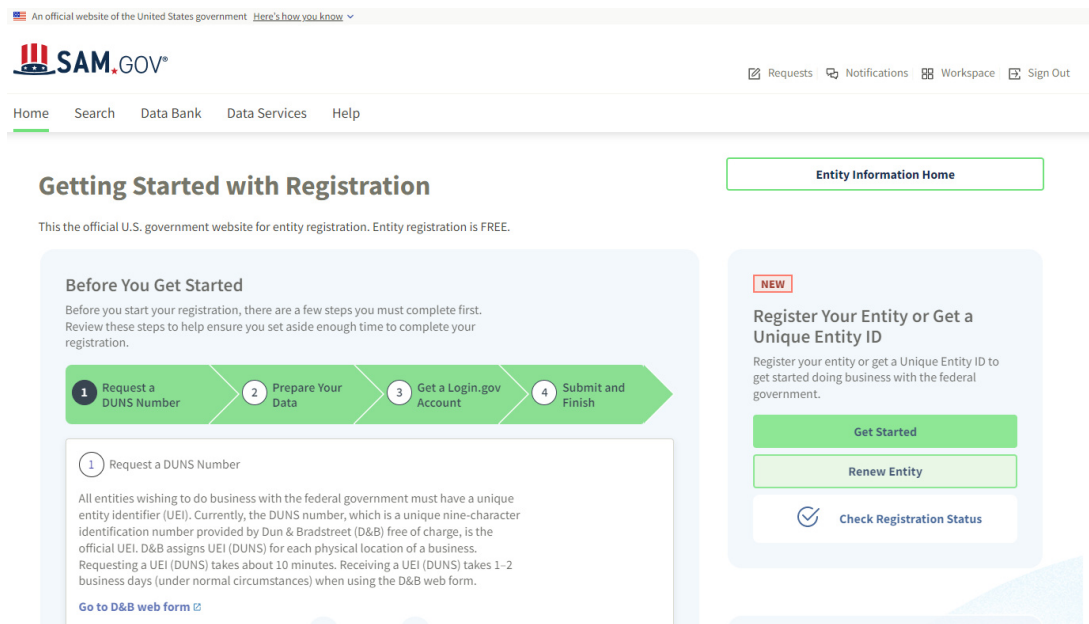 An official website of the United States government Here's how you know
SAM.GOV®
Requests Notifications Workspace Sign Out
Home Search Data Bank Data Services Help
Getting Started with Registration
Entity Information Home
This the official U.S. government website for entity registration. Entity registration is FREE.
Before You Get Started
Before you start your registration, there are a few steps you must complete first.
Review these steps to help ensure you set aside enough time to complete your
registration.
1 Request a
DUNS Number
2 Prepare Your
Data
3 Get a Login.gov
Account
4 Submit and
Finish
1 Request a DUNS Number
All entities wishing to do business with the federal government must have a unique
entity identifier (UEI). Currently, the DUNS number, which is a unique nine-character
identification number provided by Dun & Bradstreet (D&B) free of charge, is the
official UEI. D&B assigns UEI (DUNS) for each physical location of a business.
Requesting a UEI (DUNS) takes about 10 minutes. Receiving a UEI (DUNS) takes 1–2
business days (under normal circumstances) when using the D&B web form.
Go to D&B web form
NEW
Register Your Entity or Get a
Unique Entity ID
Register your entity or get a Unique Entity ID to
get started doing business with the federal
government.
Get Started
Renew Entity
Check Registration Status